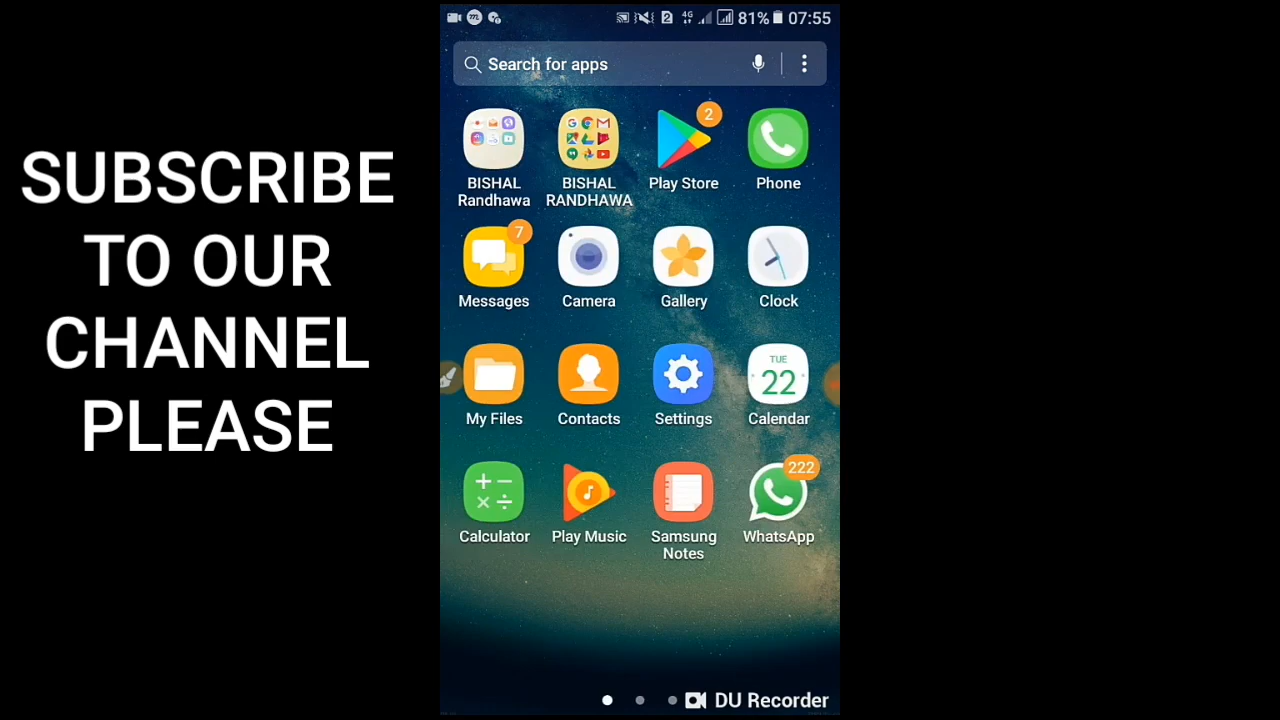 SUBSCRIBE
TO OUR
CHANNEL
PLEASE
2 4G 81% 07:55
Search for apps
BISHAL
Randhawa
BISHAL
RANDHAWA
2
Play Store
Phone
7
Messages
Camera
Gallery
Clock
My Files
Contacts
Settings
TUE
22
Calendar
Calculator
Play Music
Samsung
Notes
222
WhatsApp
DU Recorder